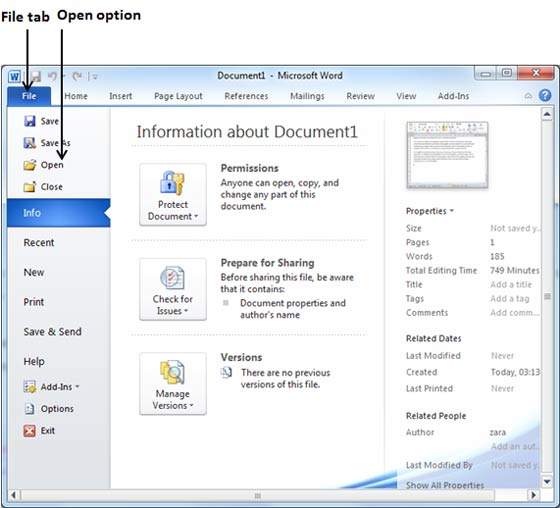 File tab Open option
Document1 - Microsoft Word
File Home Insert Page Layout References Mailings Review View Add-Ins
Save
Save As
Open
Close
Info
Recent
New
Print
Save & Send
Help
Add-Ins
Options
Exit
Information about Document1
Protect
Document
Permissions
Anyone can open, copy, and
change any part of this
document.
Check for
Issues
Prepare for Sharing
Before sharing this file, be aware
that it contains:
Document properties and
author's name
Manage
Versions
Versions
There are no previous
versions of this file.
Properties
Size Not saved y...
Pages 1
Words 185
Total Editing Time 749 Minutes
Title Add a title
Tags Add a tag
Comments Add comm...
Related Dates
Last Modified Never
Created Today, 03:13
Last Printed Never
Related People
Author zara
Add an aut...
Last Modified By Not saved y...
Show All Properties